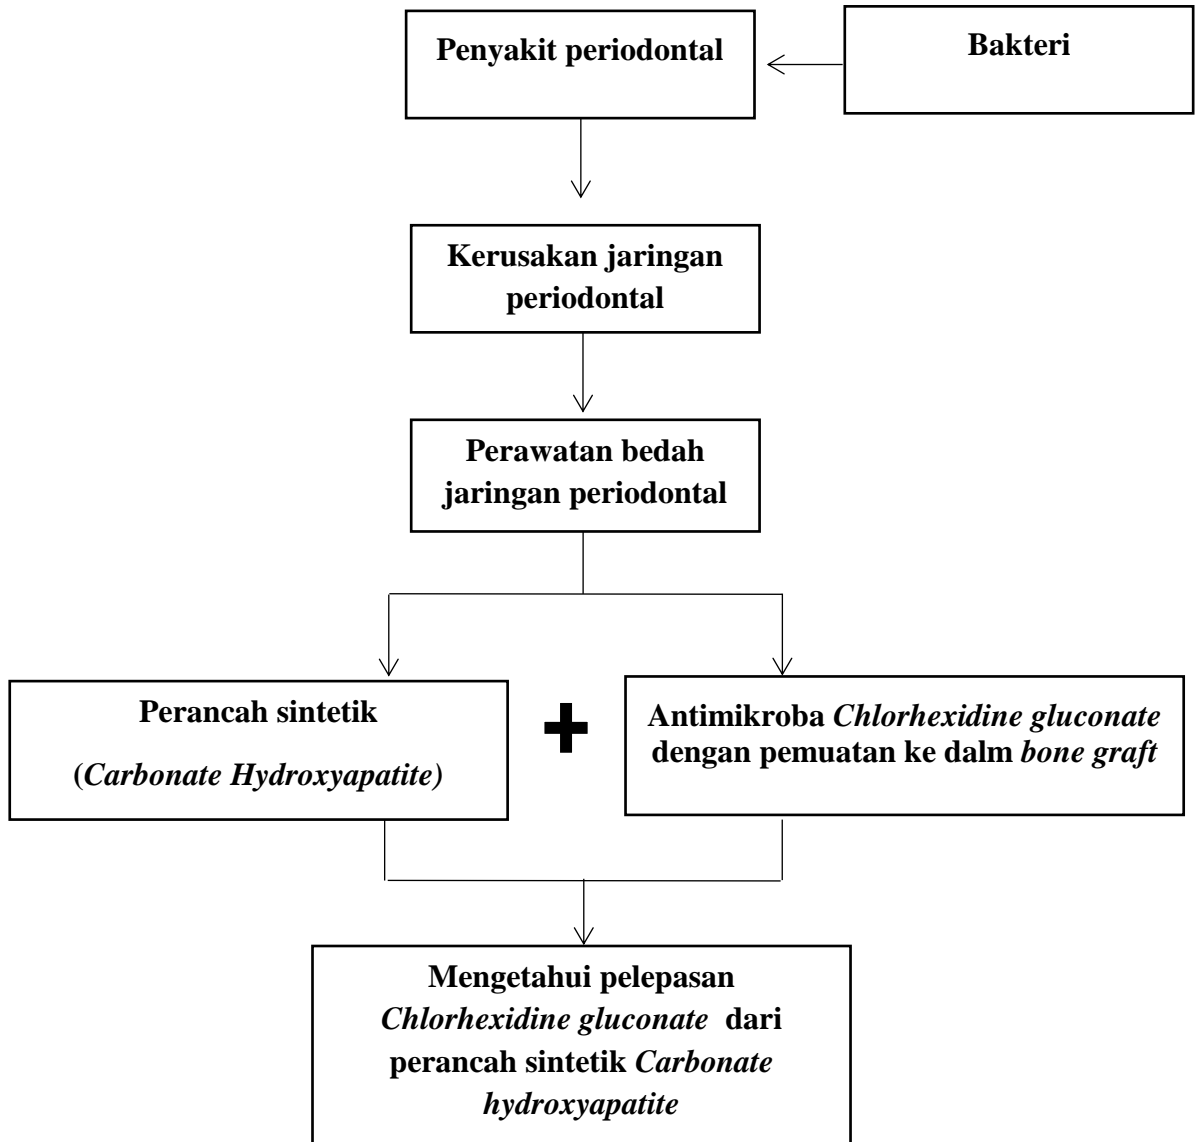 Penyakit periodontal
Bakteri
Kerusakan jaringan
periodontal
Perawatan bedah
jaringan periodontal
Perancah sintetik
(Carbonate Hydroxyapatite)
+
Antimikroba Chlorhexidine gluconate
dengan pemuatan ke dalm bone graft
Mengetahui pelepasan
Chlorhexidine gluconate dari
perancah sintetik Carbonate
hydroxyapatite